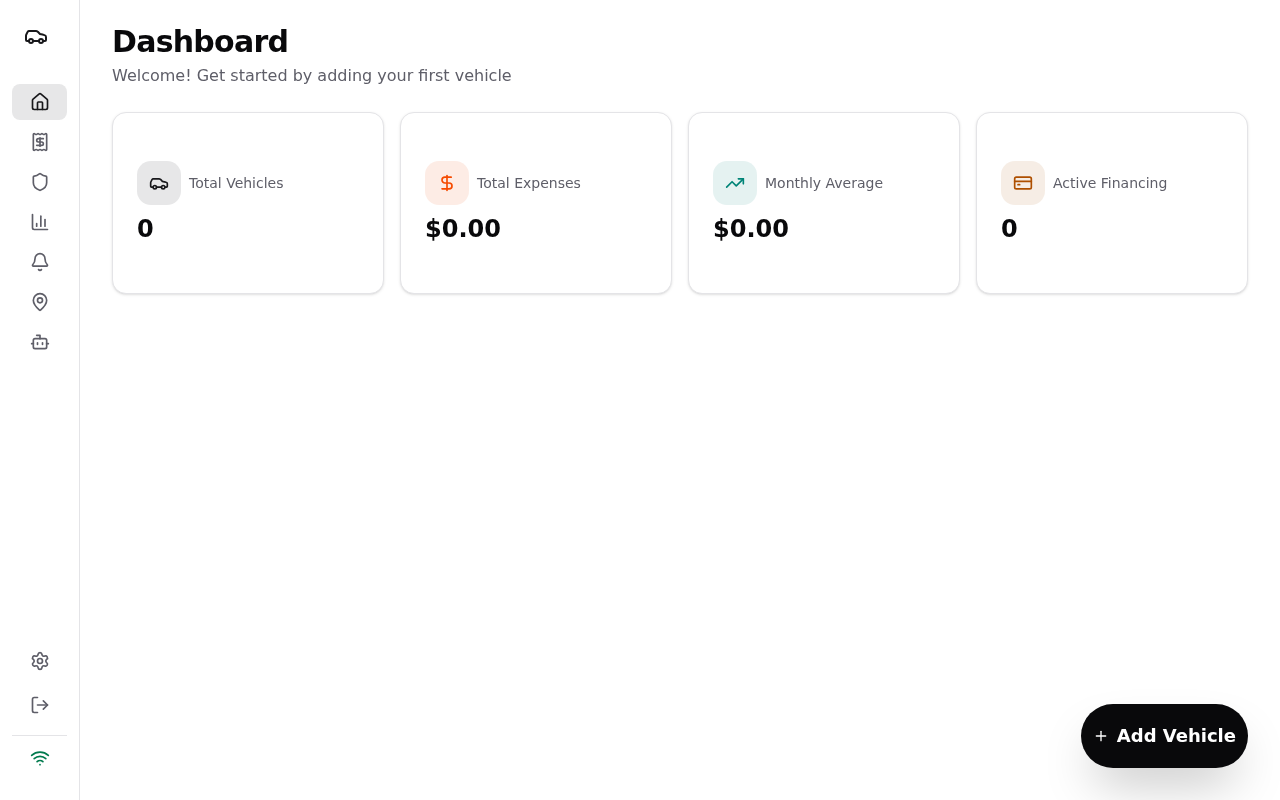 Dashboard
Welcome! Get started by adding your first vehicle
Total Vehicles
0
Total Expenses
$0.00
Monthly Average
$0.00
Active Financing
0
+ Add Vehicle